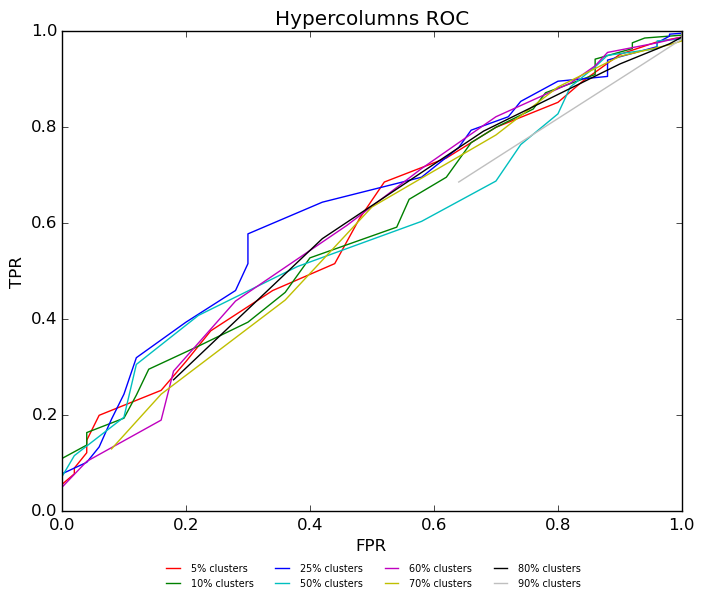 Hypercolumns ROC
1.0
0.8
0.6
0.4
0.2
0.0
TPR
0.0 0.2 0.4 0.6 0.8 1.0
FPR
5% clusters 25% clusters 60% clusters 80% clusters
10% clusters 50% clusters 70% clusters 90% clusters